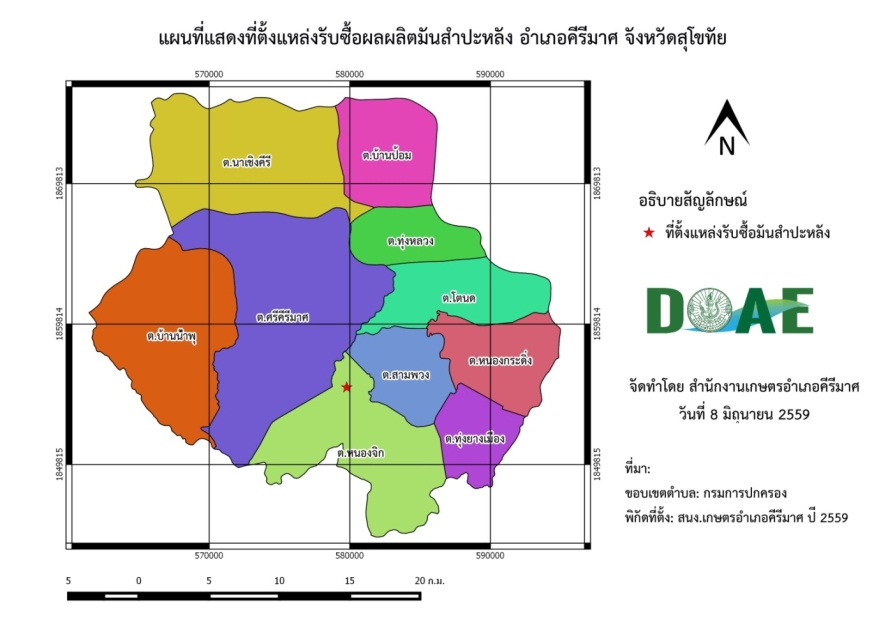 แผนที่แสดงที่ตั้งแหล่งรับซื้อผลผลิตมันสำปะหลัง อำเภอคีรีมาศ จังหวัดสุโขทัย
570000 580000 590000
1869813 1869813
1859814 1859814
1849815 1849815
ต.นาเชิงคีรี
ต.บ้านป้อม
ต.ทุ่งหลวง
ต.โตนด
ต.ศรีคีรีมาศ
ต.บ้านน้ำพุ
ต.หนองกระดิ่ง
ต.สามพวง
ต.ทุ่งยางเมือง
ต.หนองจิก
570000 580000 590000
5 0 5 10 15 20 ก.ม.
N
อธิบายสัญลักษณ์
ที่ตั้งแหล่งรับซื้อมันสำปะหลัง
DOAE
จัดทำโดย สำนักงานเกษตรอำเภอคีรีมาศ
วันที่ 8 มิถุนายน 2559
ที่มา:
ขอบเขตตำบล: กรมการปกครอง
พิกัดที่ตั้ง: สนง.เกษตรอำเภอคีรีมาศ ปี 2559